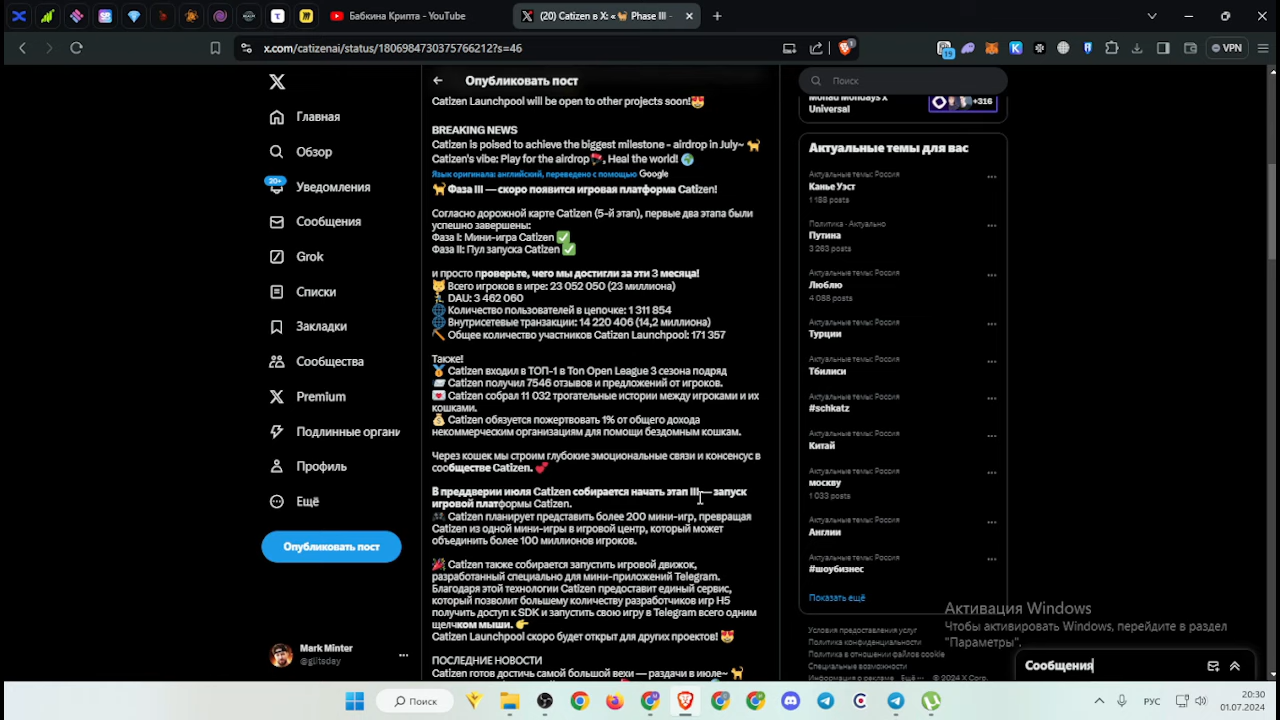 Бабкина Крипта - YouTube
(20) Catizen в X: «🐈 Phase III –
x.com/catizenai/status/1806984730375766212?s=46
VPN
Опубликовать пост
Поиск
Главная
Обзор
20+
Уведомления
Сообщения
Grok
Списки
Закладки
Сообщества
Premium
Подлинные органи
Профиль
Ещё
Опубликовать пост
Mark Minter
@glitsday
Catizen Launchpool will be open to other projects soon!😻
BREAKING NEWS
Catizen is poised to achieve the biggest milestone - airdrop in July~ 🐈
Catizen's vibe: Play for the airdrop🪂, Heal the world! 🌍
Язык оригинала: английский, переведено с помощью Google
🐈 Фаза III — скоро появится игровая платформа Catizen!
Согласно дорожной карте Catizen (5-й этап), первые два этапа были
успешно завершены:
Фаза I: Мини-игра Catizen ✅
Фаза II: Пул запуска Catizen ✅
и просто проверьте, чего мы достигли за эти 3 месяца!
🐱 Всего игроков в игре: 23 052 050 (23 миллиона)
DAU: 3 462 060
🌐 Количество пользователей в цепочке: 1 311 854
🌐 Внутрисетевые транзакции: 14 220 406 (14,2 миллиона)
⛏ Общее количество участников Catizen Launchpool: 171 357
Также!
🏅 Catizen входил в ТОП-1 в Ton Open League 3 сезона подряд
📨 Catizen получил 7546 отзывов и предложений от игроков.
💌 Catizen собрал 11 032 трогательные истории между игроками и их
кошками.
💰 Catizen обязуется пожертвовать 1% от общего дохода
некоммерческим организациям для помощи бездомным кошкам.
Через кошек мы строим глубокие эмоциональные связи и консенсус в
сообществе Catizen. 💕
В преддверии июля Catizen собирается начать этап III — запуск
игровой платформы Catizen.
🎮 Catizen планирует представить более 200 мини-игр, превращая
Catizen из одной мини-игры в игровой центр, который может
объединить более 100 миллионов игроков.
🎉 Catizen также собирается запустить игровой движок,
разработанный специально для мини-приложений Telegram.
Благодаря этой технологии Catizen предоставит единый сервис,
который позволит большему количеству разработчиков игр H5
получить доступ к SDK и запустить свою игру в Telegram всего одним
щелчком мыши. 👉
Catizen Launchpool скоро будет открыт для других проектов! 😻
ПОСЛЕДНИЕ НОВОСТИ
Catizen готов достичь самой большой вехи — раздачи в июле~ 🐈
Monad Mondays X
Universal
+316
Актуальные темы для вас
Актуальные темы: Россия
Канье Уэст
1 188 posts
Политика · Актуально
Путина
3 263 posts
Актуальные темы: Россия
Люблю
4 088 posts
Актуальные темы: Россия
Турции
Актуальные темы: Россия
Тбилиси
Актуальные темы: Россия
#schkatz
Актуальные темы: Россия
Китай
Актуальные темы: Россия
москву
1 033 posts
Актуальные темы: Россия
Англии
Актуальные темы: Россия
#шоубизнес
Показать ещё
Условия предоставления услуг
Политика конфиденциальности
Политика в отношении файлов cookie
Специальные возможности
Информация о рекламе Ещё ··· © 2024 X Corp.
Активация Windows
Чтобы активировать Windows, перейдите в раздел
"Параметры".
Сообщения
Поиск
РУС
20:30
01.07.2024